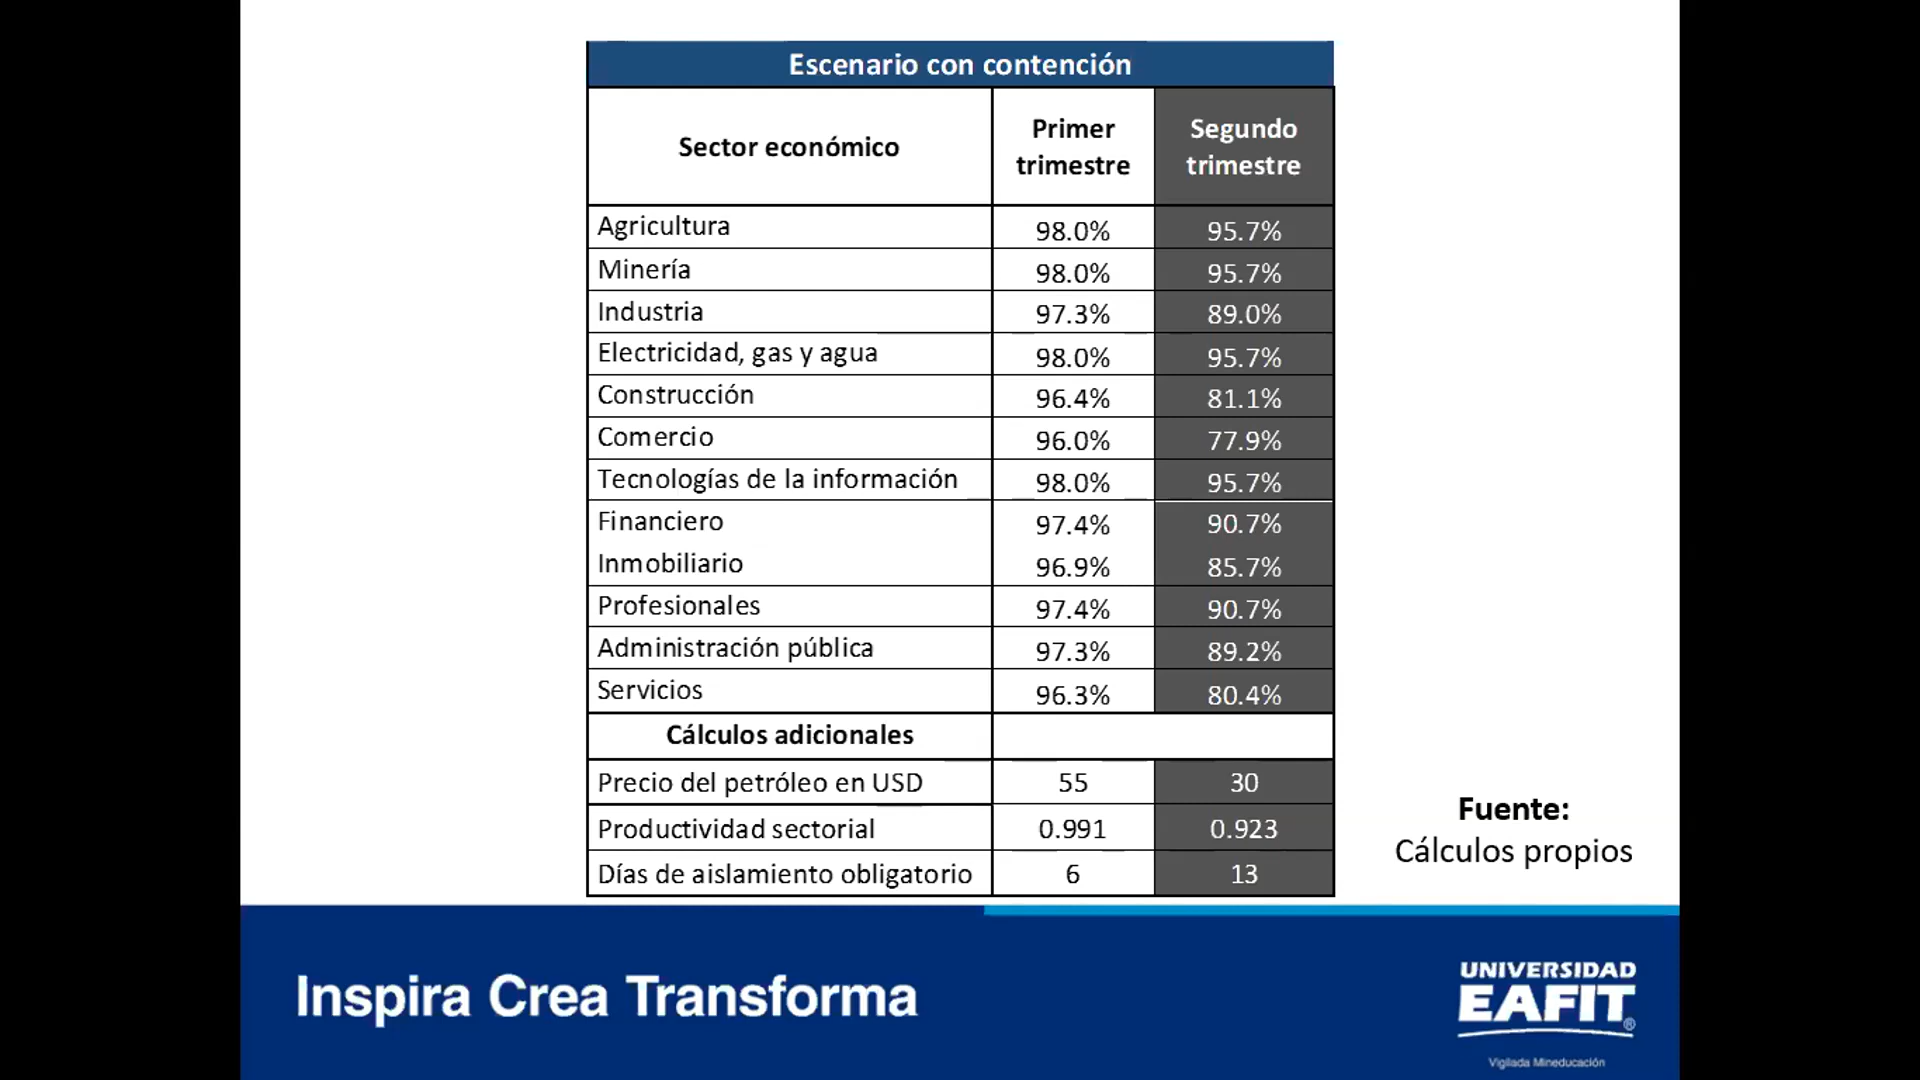 Escenario con contención
Sector económico Primer trimestre Segundo trimestre
Agricultura 98.0% 95.7%
Minería 98.0% 95.7%
Industria 97.3% 89.0%
Electricidad, gas y agua 98.0% 95.7%
Construcción 96.4% 81.1%
Comercio 96.0% 77.9%
Tecnologías de la información 98.0% 95.7%
Financiero 97.4% 90.7%
Inmobiliario 96.9% 85.7%
Profesionales 97.4% 90.7%
Administración pública 97.3% 89.2%
Servicios 96.3% 80.4%
Cálculos adicionales
Precio del petróleo en USD 55 30
Productividad sectorial 0.991 0.923
Días de aislamiento obligatorio 6 13
Fuente:
Cálculos propios
Inspira Crea Transforma
UNIVERSIDAD
EAFIT®
Vigilada Mineducación